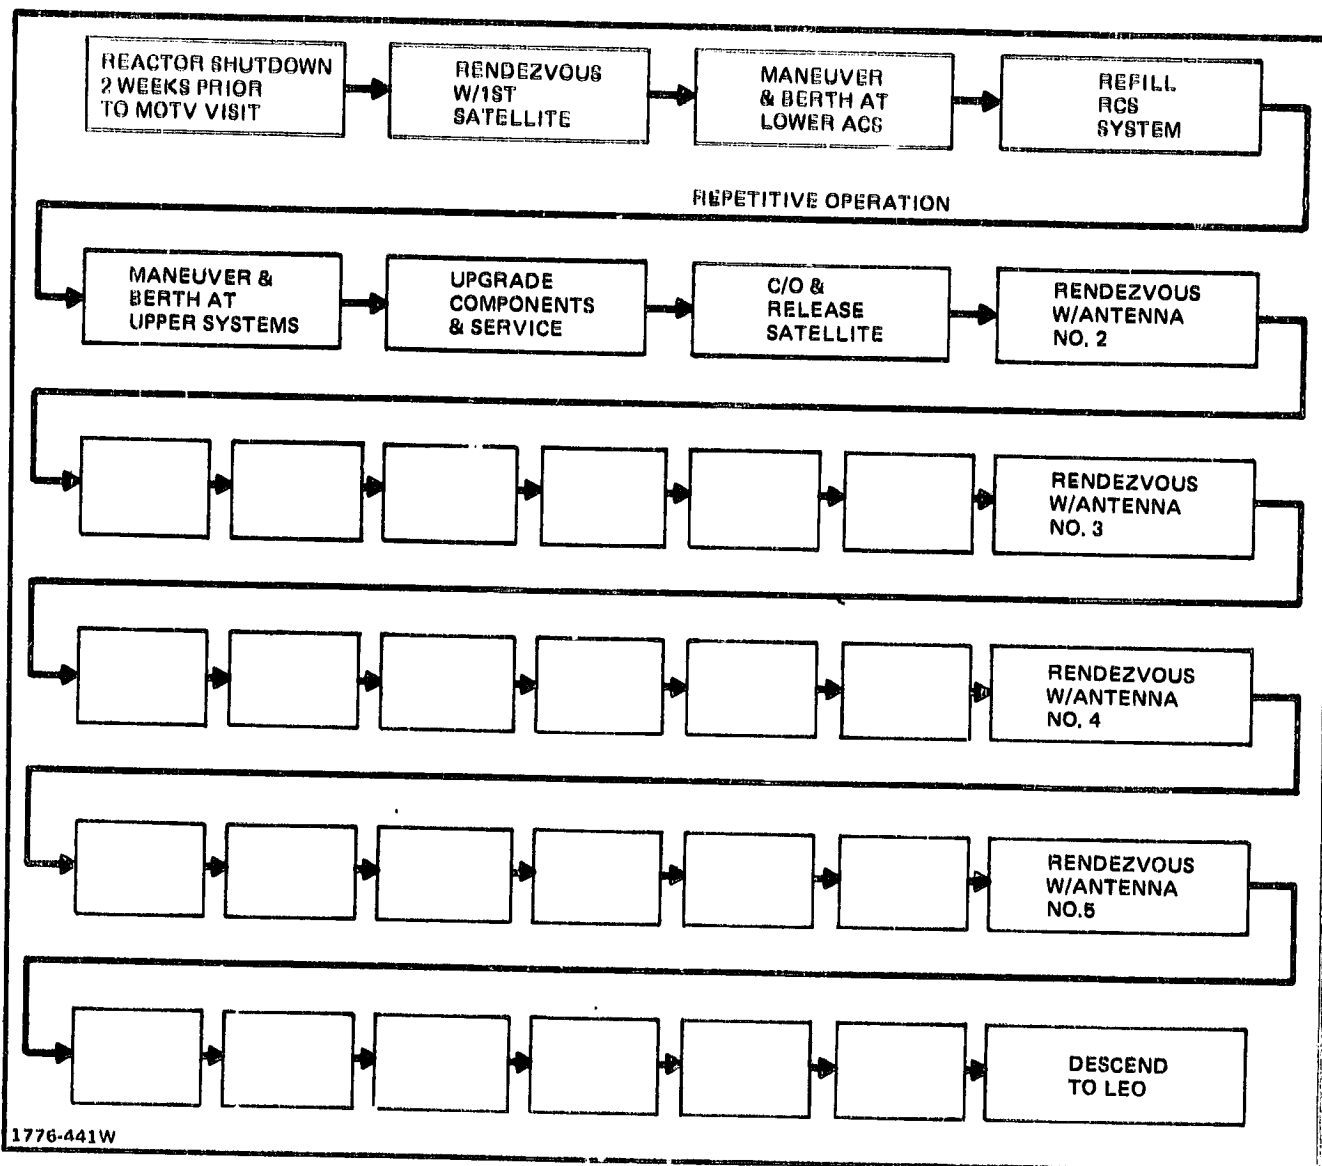 REACTOR SHUTDOWN
2 WEEKS PRIOR
TO MOTV VISIT
RENDEZVOUS
W/1ST
SATELLITE
MANEUVER
& BERTH AT
LOWER ACS
REFILL
RCS
SYSTEM
REPETITIVE OPERATION
MANEUVER &
BERTH AT
UPPER SYSTEMS
UPGRADE
COMPONENTS
& SERVICE
C/O &
RELEASE
SATELLITE
RENDEZVOUS
W/ANTENNA
NO. 2
RENDEZVOUS
W/ANTENNA
NO. 3
RENDEZVOUS
W/ANTENNA
NO. 4
RENDEZVOUS
W/ANTENNA
NO.5
DESCEND
TO LEO
1776-441W